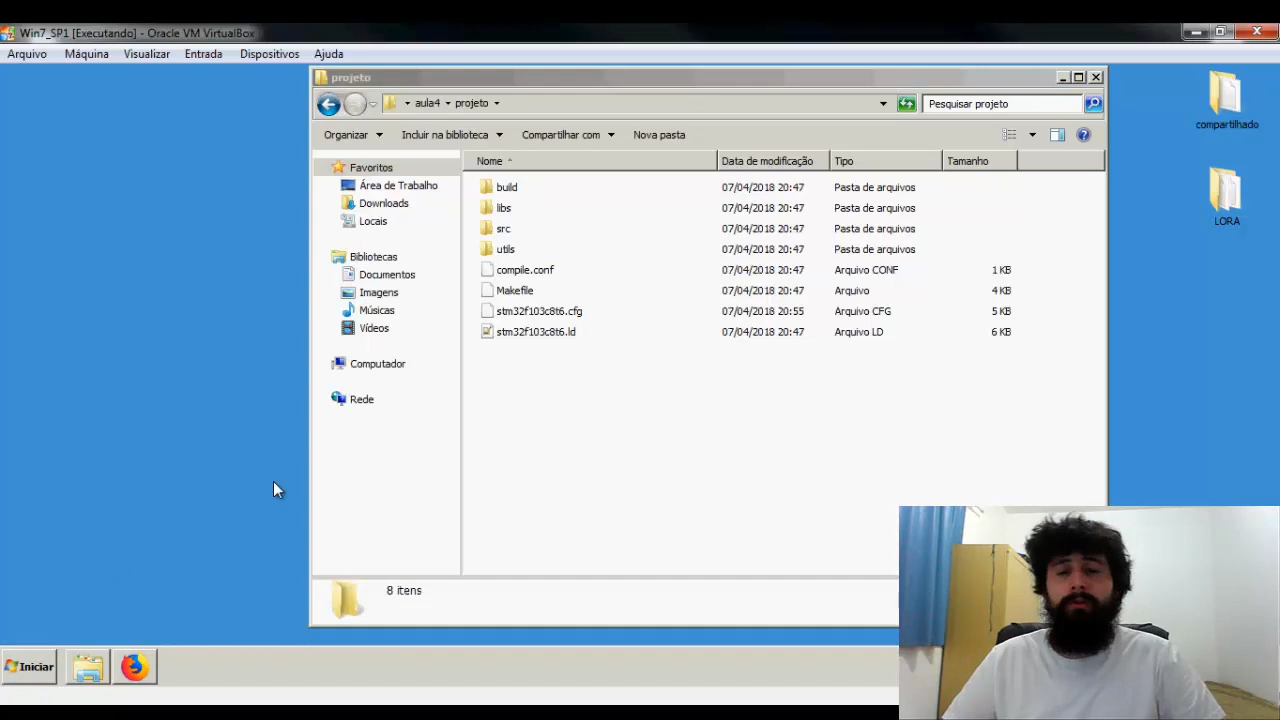 Win7_SP1 [Executando] - Oracle VM VirtualBox
Arquivo Máquina Visualizar Entrada Dispositivos Ajuda
projeto
aula4 projeto
Pesquisar projeto
Organizar Incluir na biblioteca Compartilhar com Nova pasta
Favoritos
Área de Trabalho
Downloads
Locais
Bibliotecas
Documentos
Imagens
Músicas
Vídeos
Computador
Rede
Nome Data de modificação Tipo Tamanho
build 07/04/2018 20:47 Pasta de arquivos
libs 07/04/2018 20:47 Pasta de arquivos
src 07/04/2018 20:47 Pasta de arquivos
utils 07/04/2018 20:47 Pasta de arquivos
compile.conf 07/04/2018 20:47 Arquivo CONF 1 KB
Makefile 07/04/2018 20:47 Arquivo 4 KB
stm32f103c8t6.cfg 07/04/2018 20:55 Arquivo CFG 5 KB
stm32f103c8t6.ld 07/04/2018 20:47 Arquivo LD 6 KB
8 itens
compartilhado
LORA
Iniciar